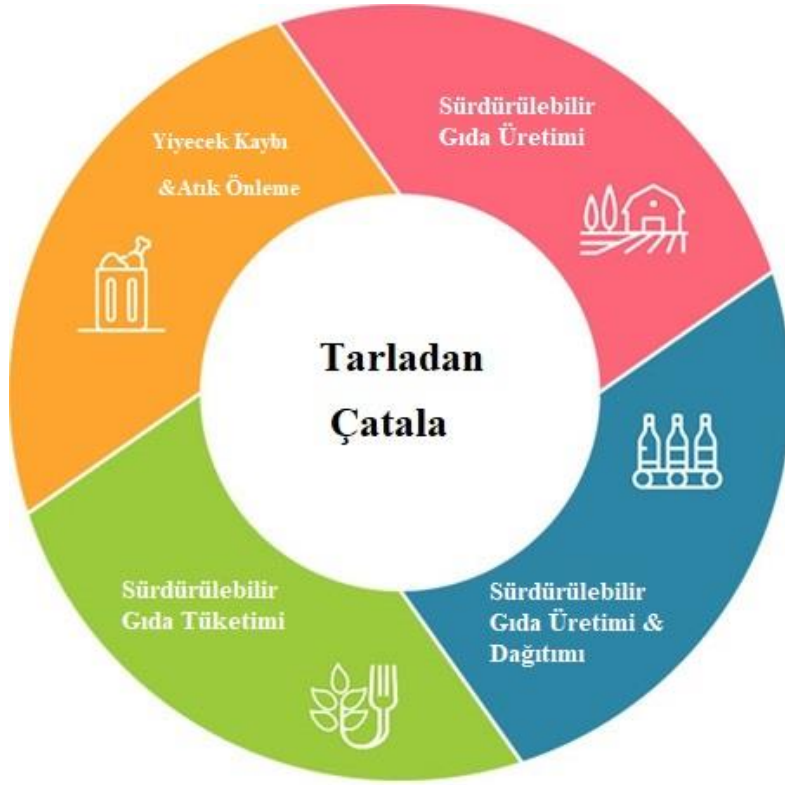 Sürdürülebilir
Gıda Üretimi
Yiyecek Kaybı
&Atık Önleme
Tarladan
Çatala
Sürdürülebilir
Gıda Tüketimi
Sürdürülebilir
Gıda Üretimi &
Dağıtımı